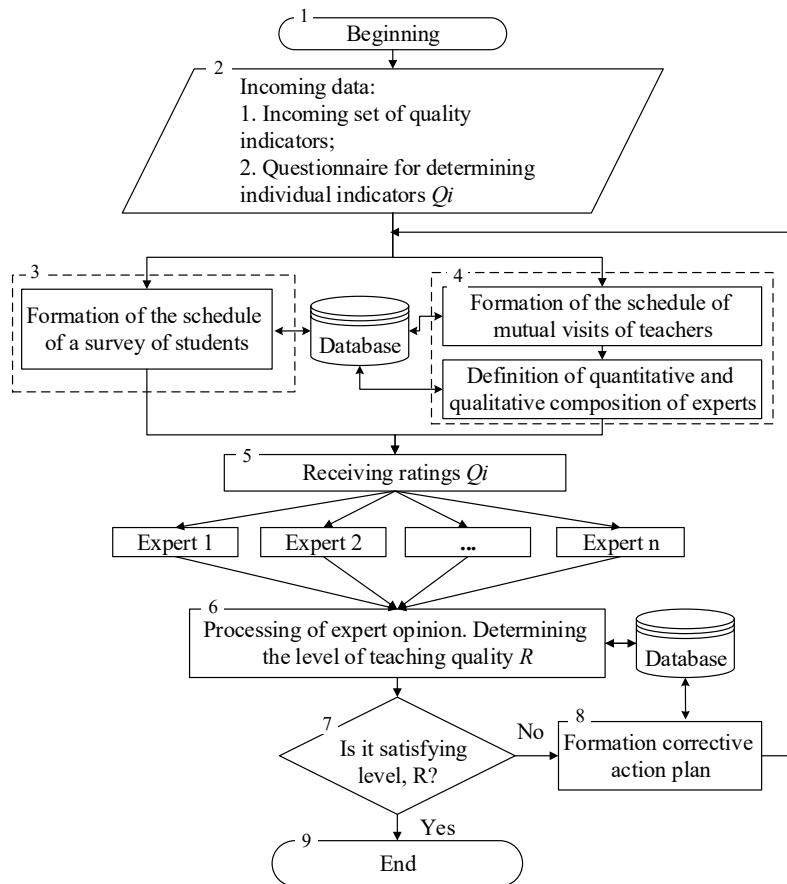 1
Beginning
2
Incoming data:
1. Incoming set of quality
indicators;
2. Questionnaire for determining
individual indicators Qi
3
Formation of the schedule
of a survey of students
Database
4
Formation of the schedule of
mutual visits of teachers
Definition of quantitative and
qualitative composition of experts
5
Receiving ratings Qi
Expert 1
Expert 2
...
Expert n
6
Processing of expert opinion. Determining
the level of teaching quality R
Database
7
Is it satisfying
level, R?
No
8
Formation corrective
action plan
Yes
9
End